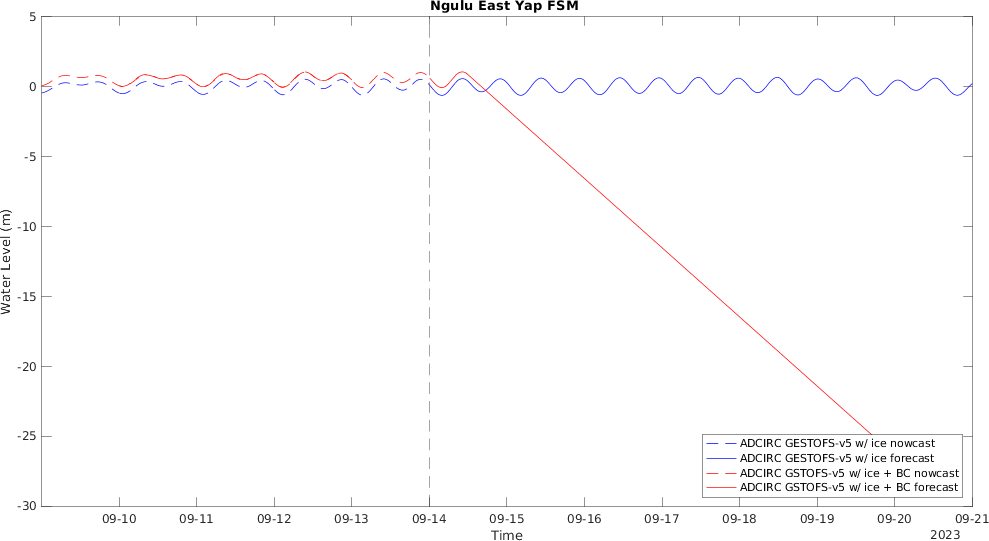 Ngulu East Yap FSM
5
0
-5
-10
-15
-20
-25
-30
Water Level (m)
ADCIRC GESTOFS-v5 w/ ice nowcast
ADCIRC GESTOFS-v5 w/ ice forecast
ADCIRC GSTOFS-v5 w/ ice + BC nowcast
ADCIRC GSTOFS-v5 w/ ice + BC forecast
09-10 09-11 09-12 09-13 09-14 09-15 09-16 09-17 09-18 09-19 09-20 09-21
Time
2023